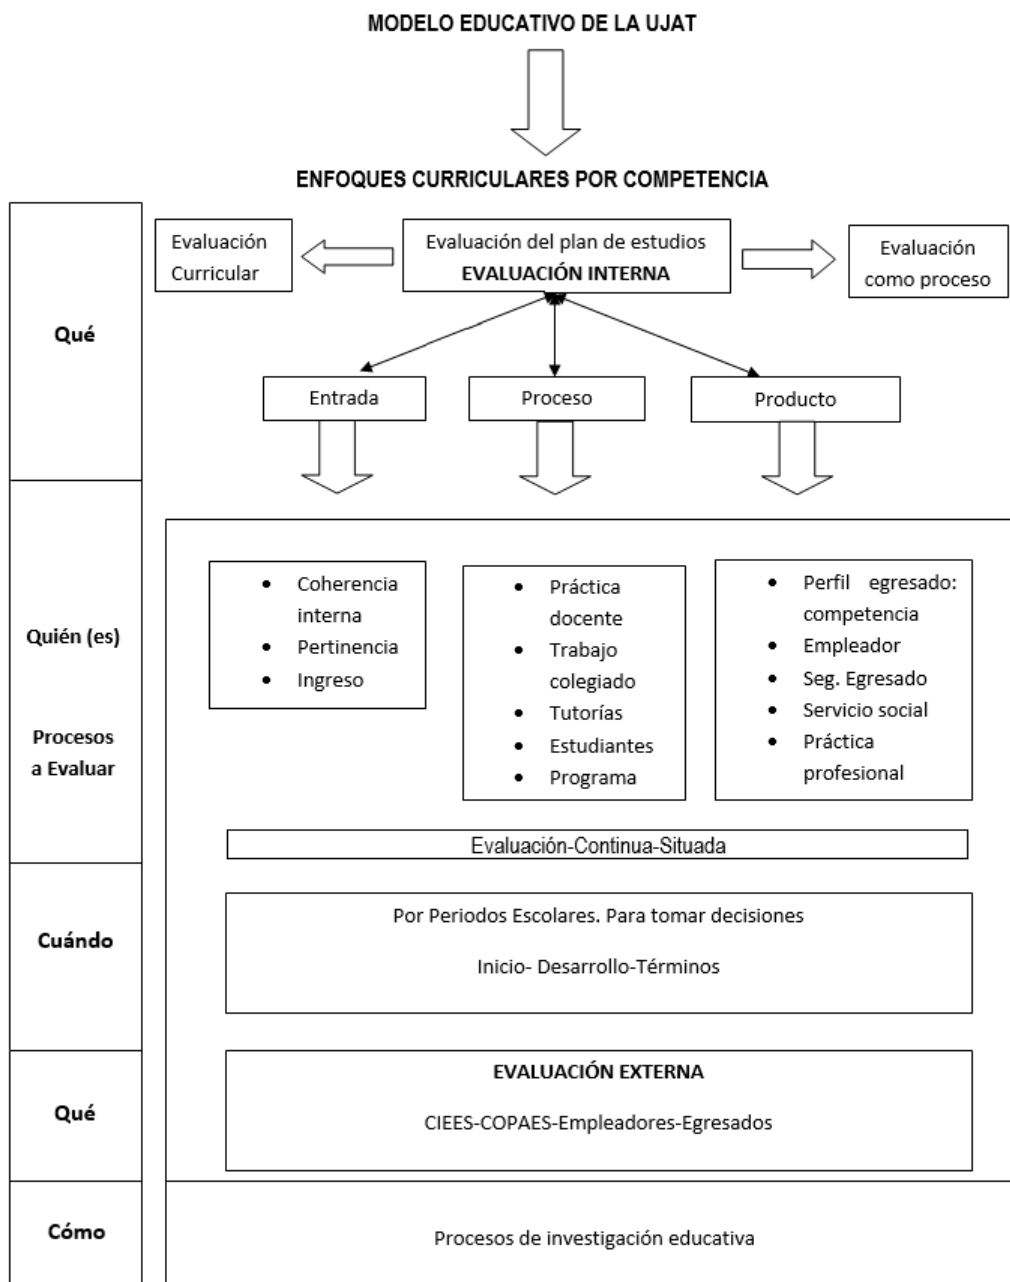 MODELO EDUCATIVO DE LA UJAT
ENFOQUES CURRICULARES POR COMPETENCIA
Qué
Evaluación
Curricular
Evaluación del plan de estudios
EVALUACIÓN INTERNA
Evaluación
como proceso
Entrada
Proceso
Producto
Quién (es)
Procesos
a Evaluar
• Coherencia
interna
• Pertinencia
• Ingreso
• Práctica
docente
• Trabajo
colegiado
• Tutorías
• Estudiantes
• Programa
• Perfil egresado:
competencia
• Empleador
• Seg. Egresado
• Servicio social
• Práctica
profesional
Evaluación-Continua-Situada
Cuándo
Por Periodos Escolares. Para tomar decisiones
Inicio- Desarrollo-Términos
Qué
EVALUACIÓN EXTERNA
CIEES-COPAES-Empleadores-Egresados
Cómo
Procesos de investigación educativa